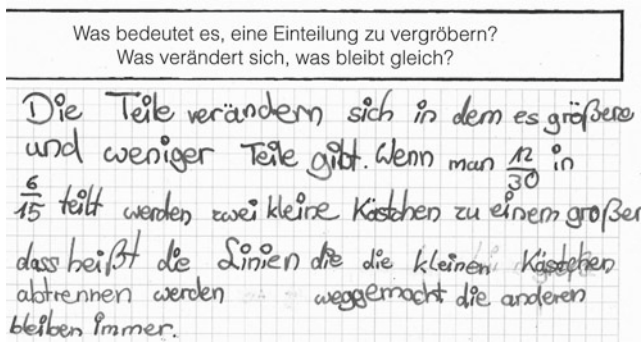 Was bedeutet es, eine Einteilung zu vergröbern?
Was verändert sich, was bleibt gleich?
Die Teile verändern sich in dem es größere
und weniger Teile gibt. Wenn man 12/30 in
6/15 teilt werden zwei kleine Kästchen zu einem großen
dass heißt die Linien die die kleinen Kästchen
abtrennen werden weggemacht die anderen
bleiben immer.